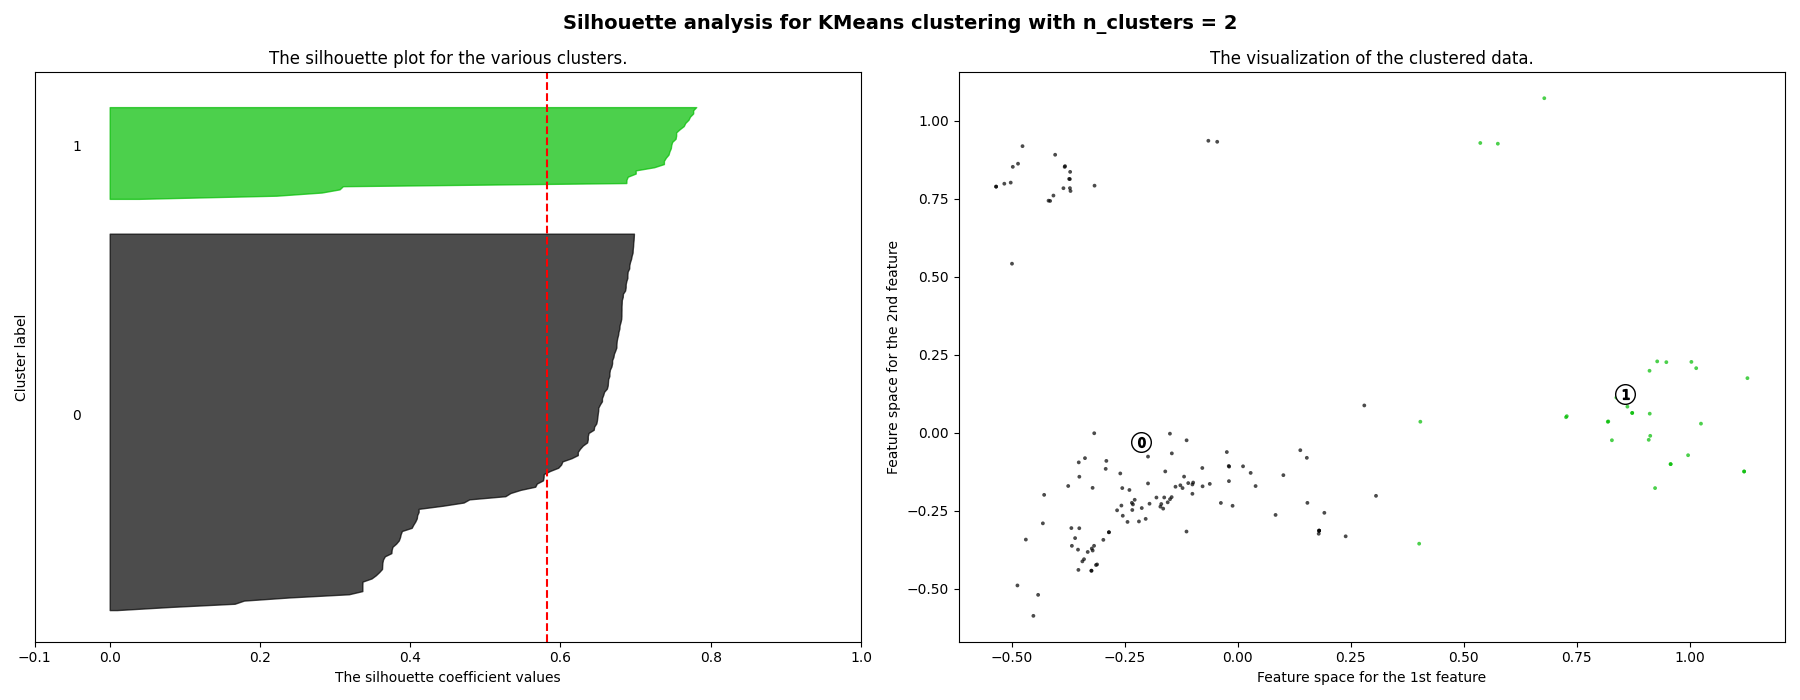 Silhouette analysis for KMeans clustering with n_clusters = 2
The silhouette plot for the various clusters.
1
0
Cluster label
−0.1 0.0 0.2 0.4 0.6 0.8 1.0
The silhouette coefficient values
The visualization of the clustered data.
1.00
0.75
0.50
0.25
0.00
−0.25
−0.50
Feature space for the 2nd feature
0
1
−0.50 −0.25 0.00 0.25 0.50 0.75 1.00
Feature space for the 1st feature